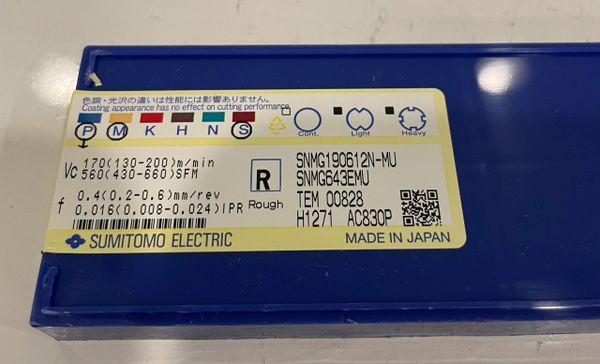 色調・光沢の違いは性能には影響ありません。
Coating appearance has no effect on cutting performance
P M K H N S
Cont. Light Heavy
Vc 170(130-200)m/min
560(430-660)SFM
f 0.4(0.2-0.6)mm/rev
0.016(0.008-0.024)IPR
R
Rough
SNMG190612N-MU
SNMG643EMU
TEM 00828
H1271 AC830P
SUMITOMO ELECTRIC
MADE IN JAPAN